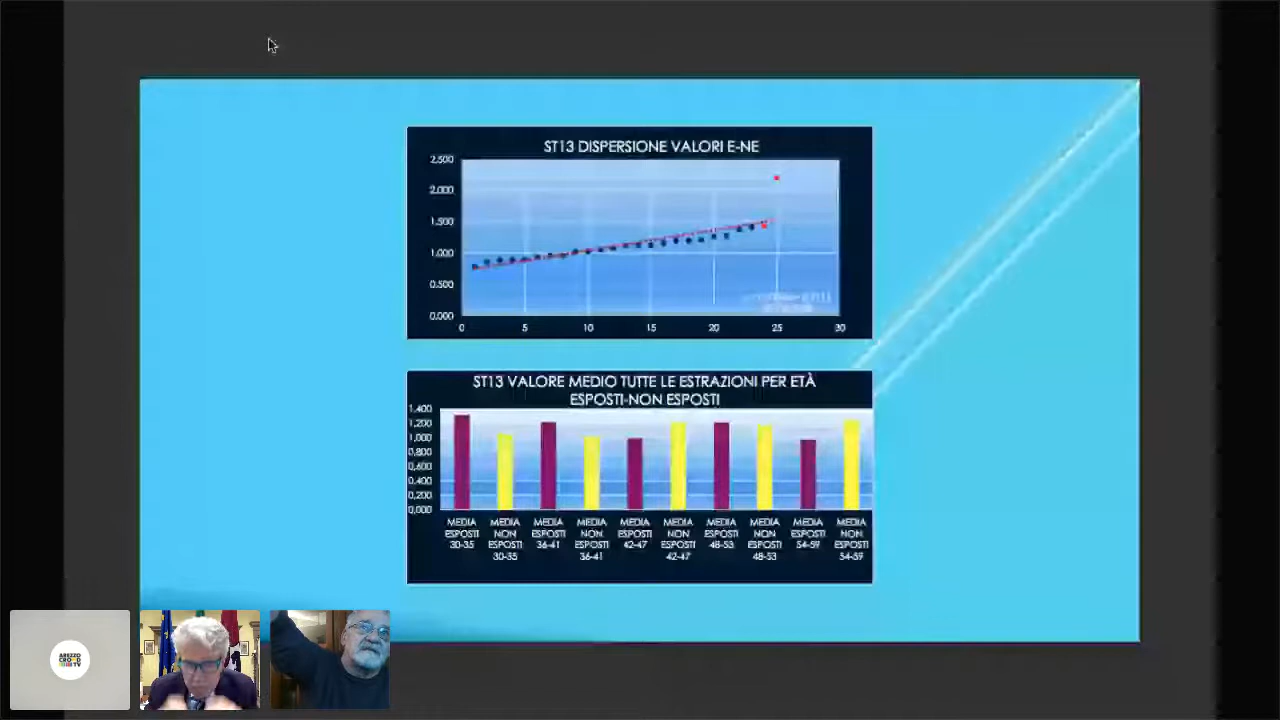 ST13 DISPERSIONE VALORI E-NE
2,500
2,000
1,500
1,000
0,500
0,000
0 5 10 15 20 25 30
ST13 VALORE MEDIO TUTTE LE ESTRAZIONI PER ETÀ
ESPOSTI-NON ESPOSTI
1,400
1,200
1,000
0,800
0,600
0,400
0,200
0,000
MEDIA ESPOSTI 30-35
MEDIA NON ESPOSTI 30-35
MEDIA ESPOSTI 36-41
MEDIA NON ESPOSTI 36-41
MEDIA ESPOSTI 42-47
MEDIA NON ESPOSTI 42-47
MEDIA ESPOSTI 48-53
MEDIA NON ESPOSTI 48-53
MEDIA ESPOSTI 54-59
MEDIA NON ESPOSTI 54-59
AREZZO
CROWD
TV